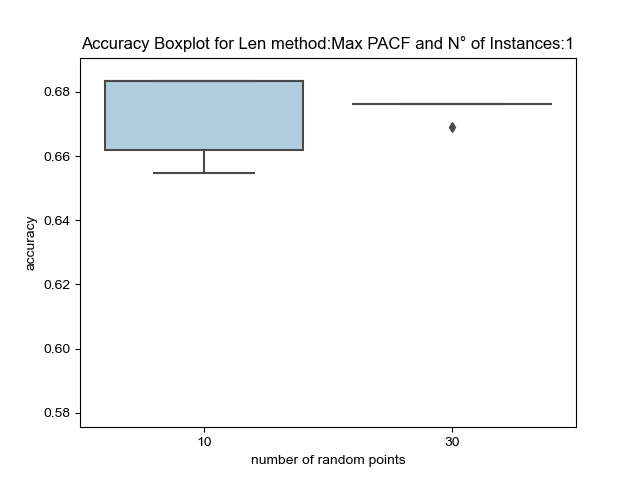 Accuracy Boxplot for Len method:Max PACF and N° of Instances:1
0.68
0.66
0.64
0.62
0.60
0.58
accuracy
10 30
number of random points